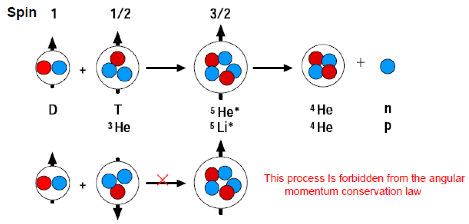 Spin 1 1/2 3/2
+ +
D T ⁵He* ⁴He n
³He ⁵Li* ⁴He p
+ This process Is forbidden from the angular
momentum conservation law